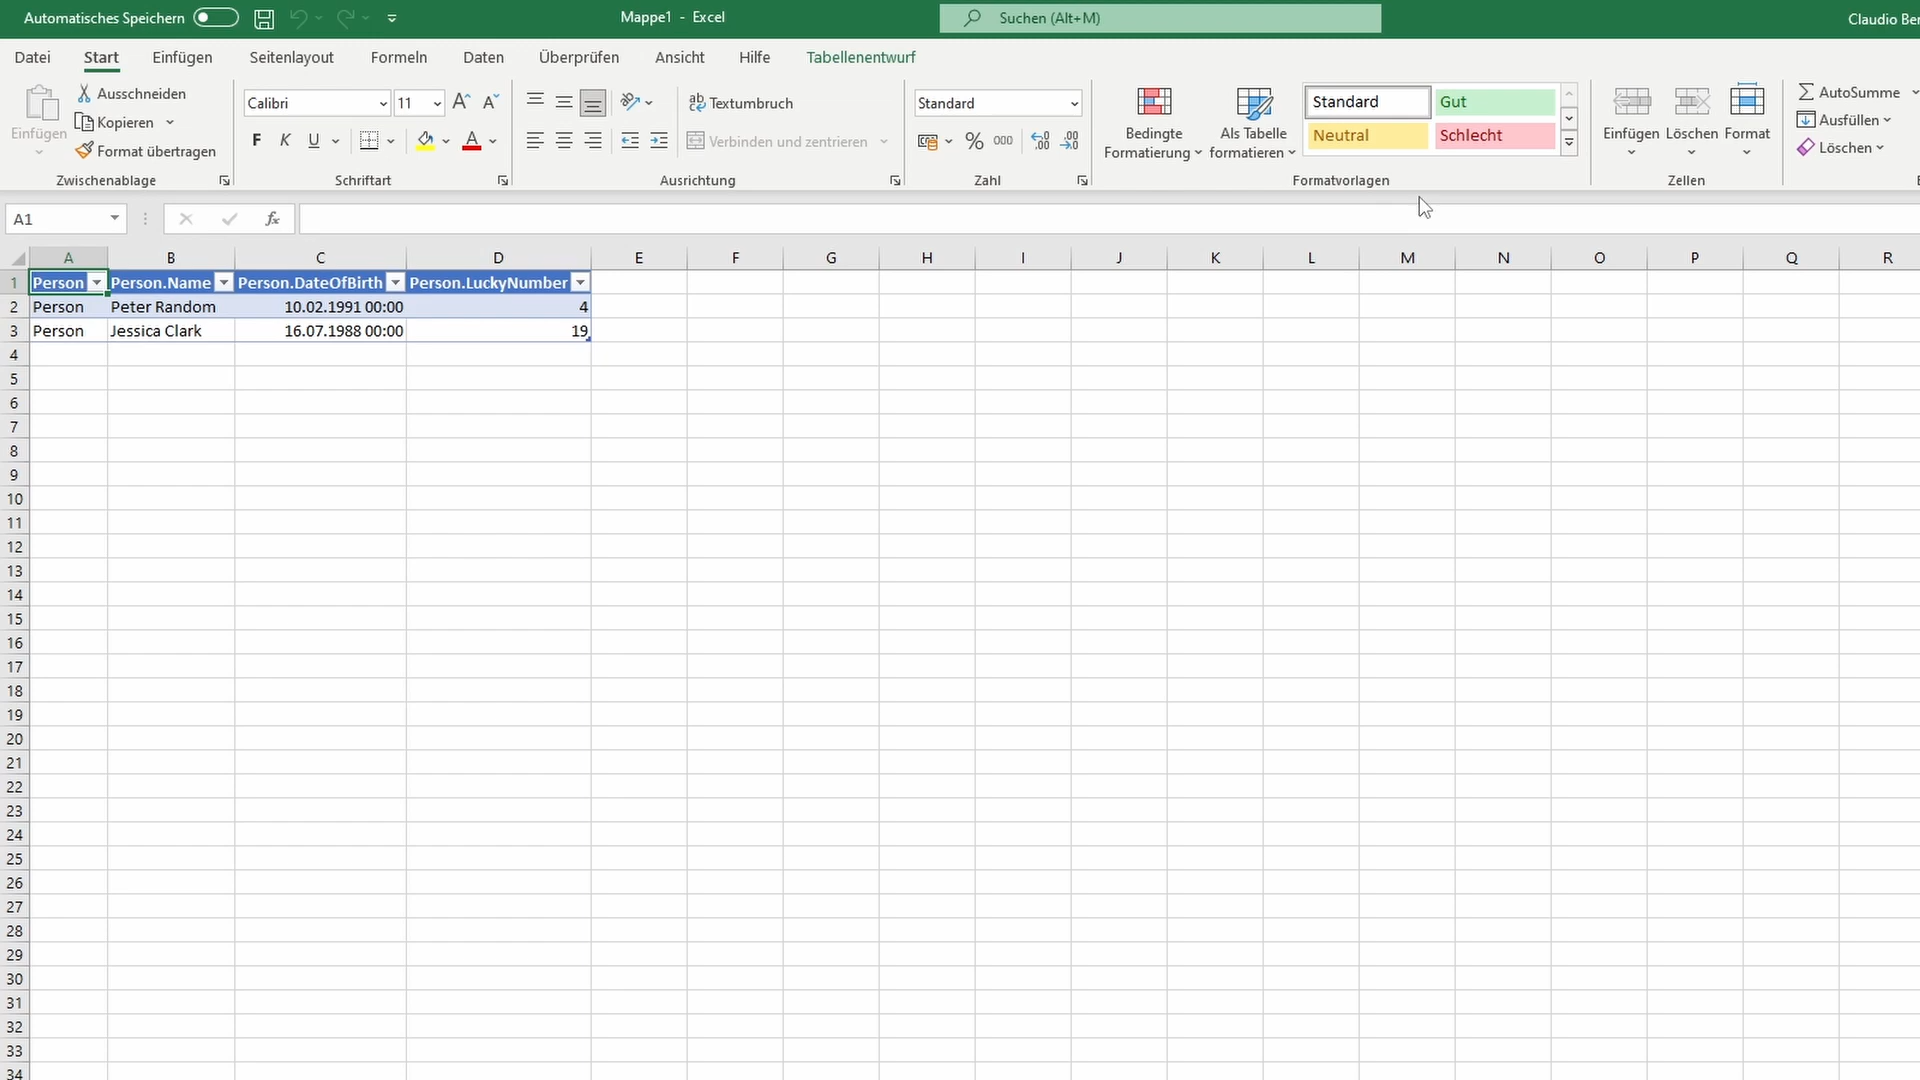 Automatisches Speichern
Mappe1 - Excel
Suchen (Alt+M)
Claudio Ber
Datei Start Einfügen Seitenlayout Formeln Daten Überprüfen Ansicht Hilfe Tabellenentwurf
Einfügen
Ausschneiden
Kopieren
Format übertragen
Zwischenablage
Calibri 11
F K U A
Schriftart
Textumbruch
Verbinden und zentrieren
Ausrichtung
Standard
% 000
Zahl
Bedingte
Formatierung
Als Tabelle
formatieren
Standard Gut
Neutral Schlecht
Formatvorlagen
Einfügen Löschen Format
Zellen
AutoSumme
Ausfüllen
Löschen
A1 fx
A B C D E F G H I J K L M N O P Q R
1 Person Person.Name Person.DateOfBirth Person.LuckyNumber
2 Person Peter Random 10.02.1991 00:00 4
3 Person Jessica Clark 16.07.1988 00:00 19
4
5
6
7
8
9
10
11
12
13
14
15
16
17
18
19
20
21
22
23
24
25
26
27
28
29
30
31
32
33
34